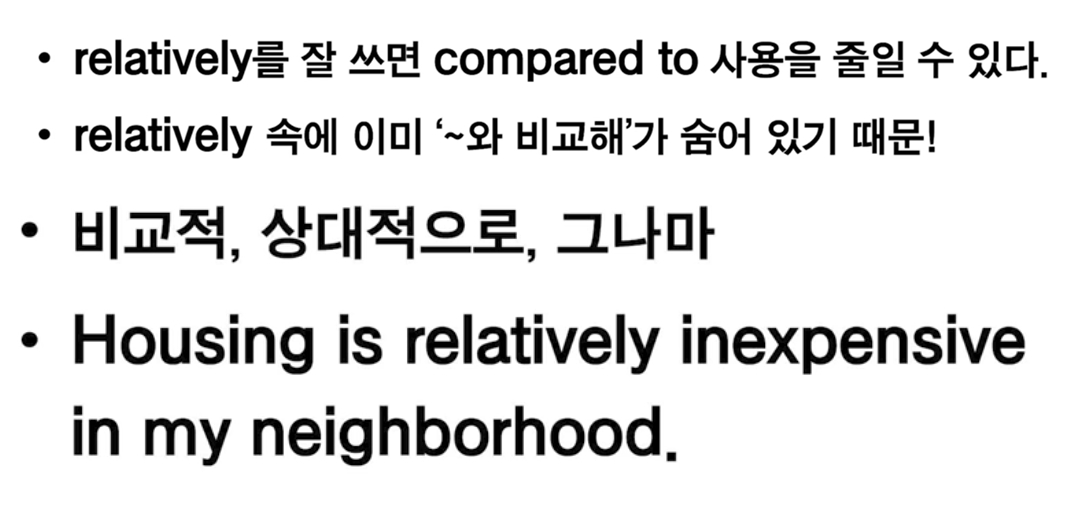 • relatively를 잘 쓰면 compared to 사용을 줄일 수 있다.
• relatively 속에 이미 ‘~와 비교해’가 숨어 있기 때문!
• 비교적, 상대적으로, 그나마
• Housing is relatively inexpensive
in my neighborhood.